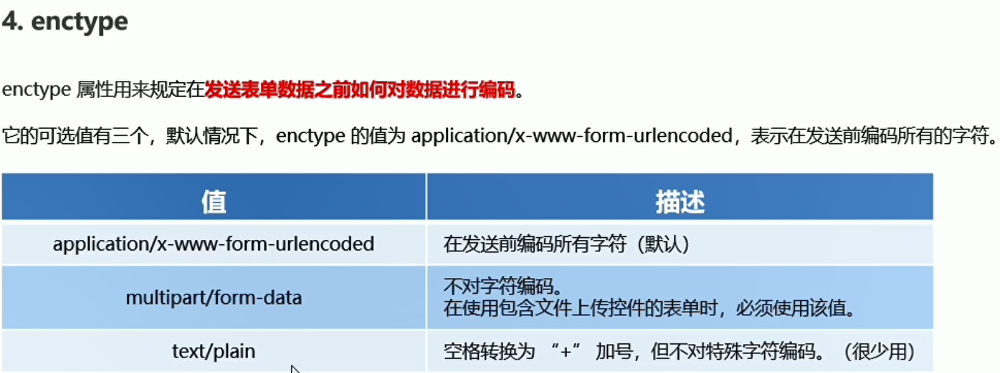 4. enctype
enctype 属性用来规定在发送表单数据之前如何对数据进行编码。
它的可选值有三个，默认情况下，enctype 的值为 application/x-www-form-urlencoded，表示在发送前编码所有的字符。
值 描述
application/x-www-form-urlencoded 在发送前编码所有字符（默认）
multipart/form-data 不对字符编码。
在使用包含文件上传控件的表单时，必须使用该值。
text/plain 空格转换为 “+” 加号，但不对特殊字符编码。（很少用）